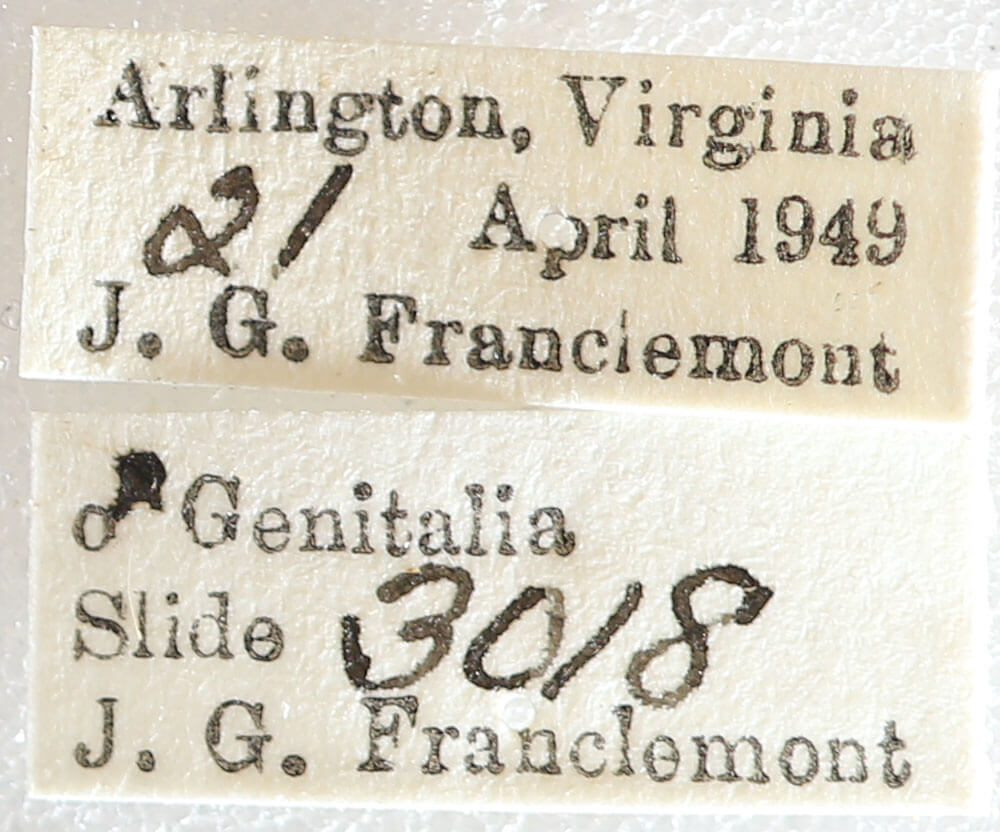 Arlington, Virginia
21 April 1949
J. G. Franclemont
♂ Genitalia
Slide 3018
J. G. Franclemont